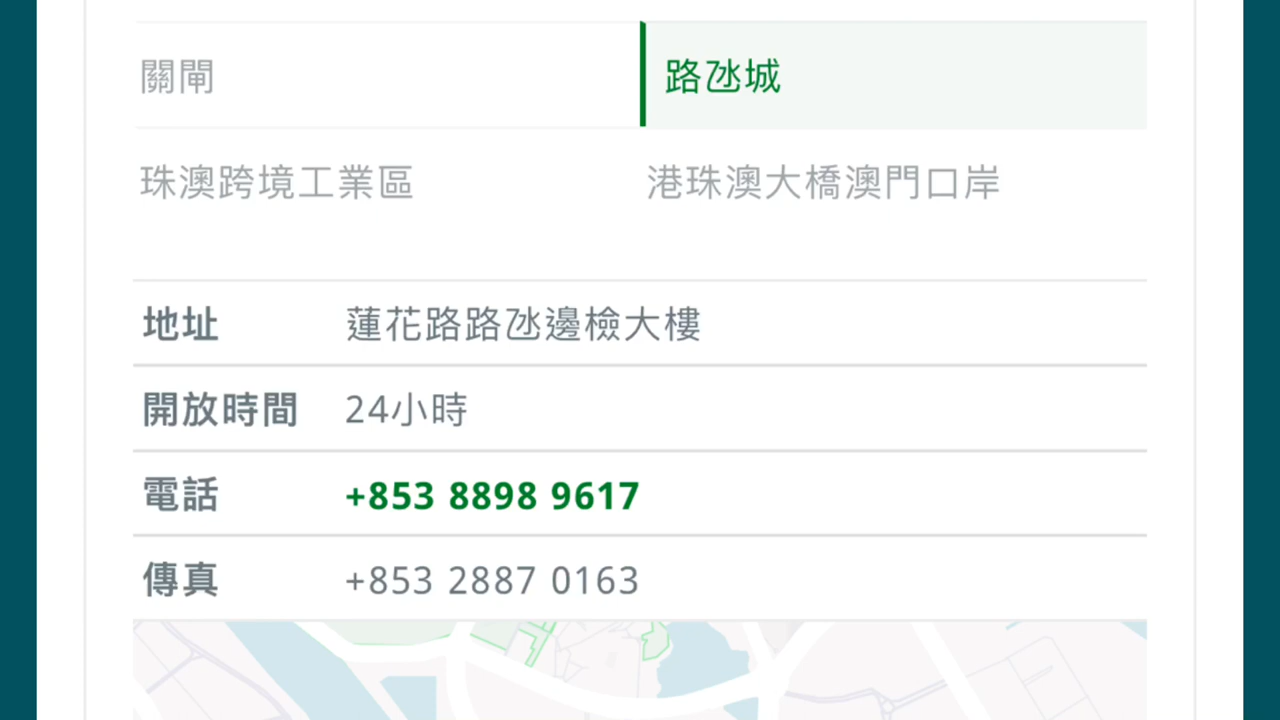 關閘
路氹城
珠澳跨境工業區
港珠澳大橋澳門口岸
地址 蓮花路路氹邊檢大樓
開放時間 24小時
電話 +853 8898 9617
傳真 +853 2887 0163